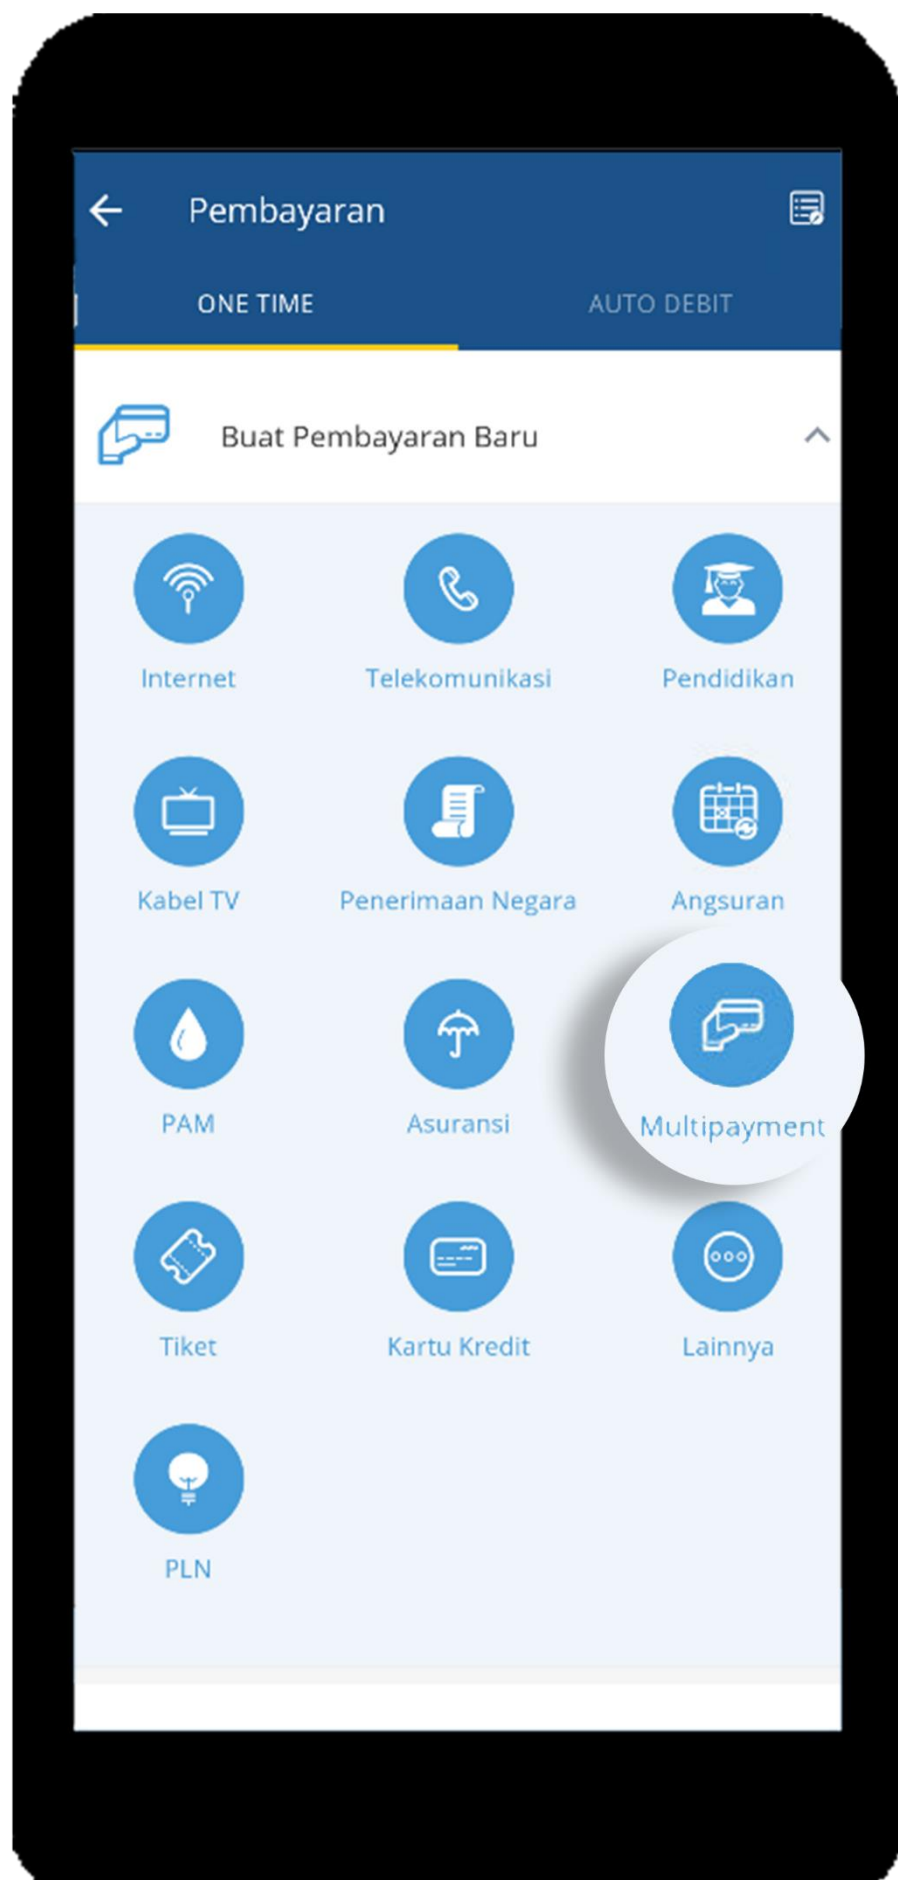 Pembayaran
ONE TIME AUTO DEBIT
Buat Pembayaran Baru
Internet Telekomunikasi Pendidikan
Kabel TV Penerimaan Negara Angsuran
PAM Asuransi Multipayment
Tiket Kartu Kredit Lainnya
PLN